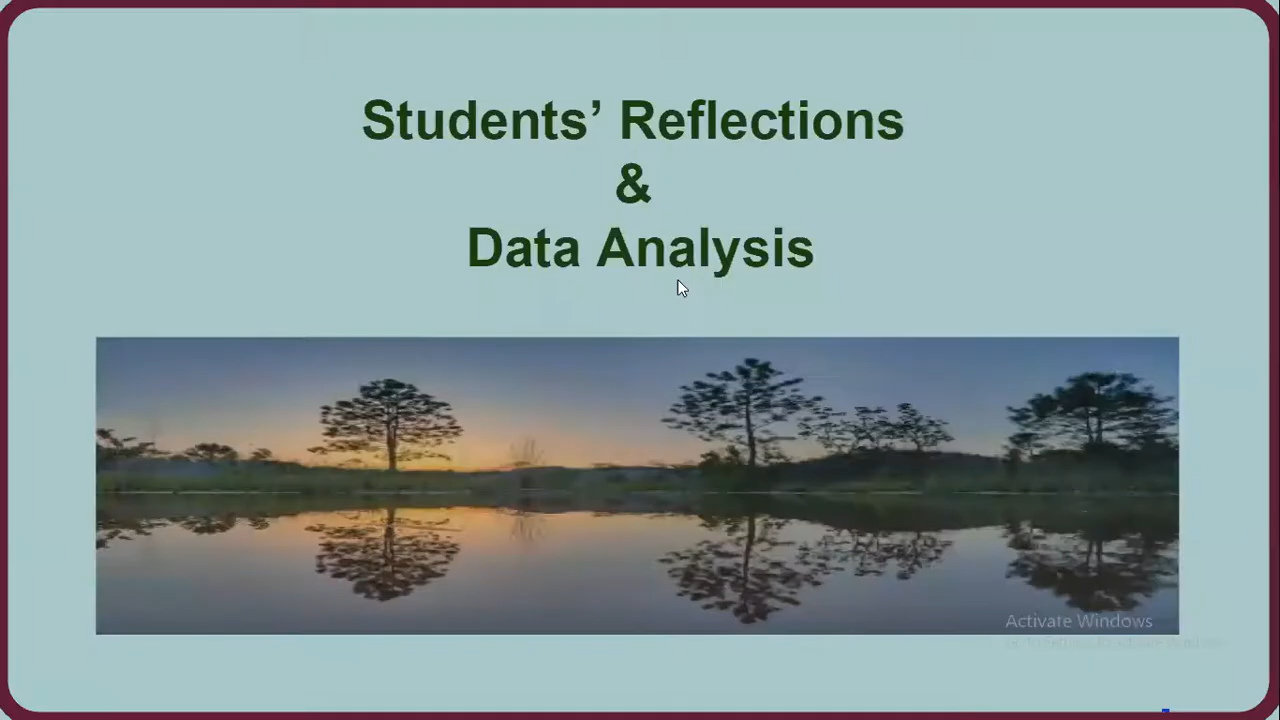 Students’ Reflections
&
Data Analysis
Activate Windows